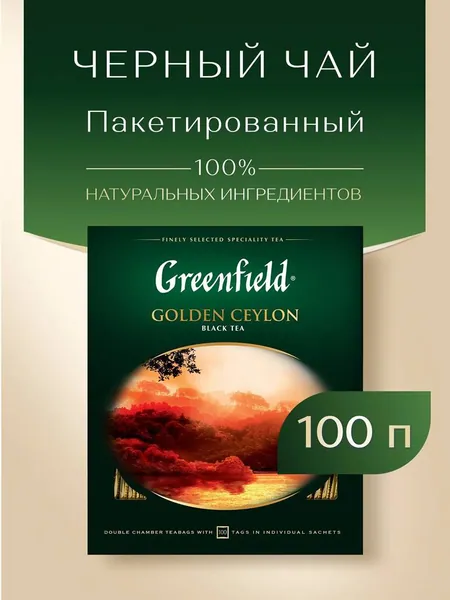 ЧЕРНЫЙ ЧАЙ
Пакетированный
100%
НАТУРАЛЬНЫХ ИНГРЕДИЕНТОВ
FINELY SELECTED SPECIALITY TEA
Greenfield®
GOLDEN CEYLON
BLACK TEA
100 п
DOUBLE CHAMBER TEABAGS WITH 100 TAGS IN INDIVIDUAL SACHETS